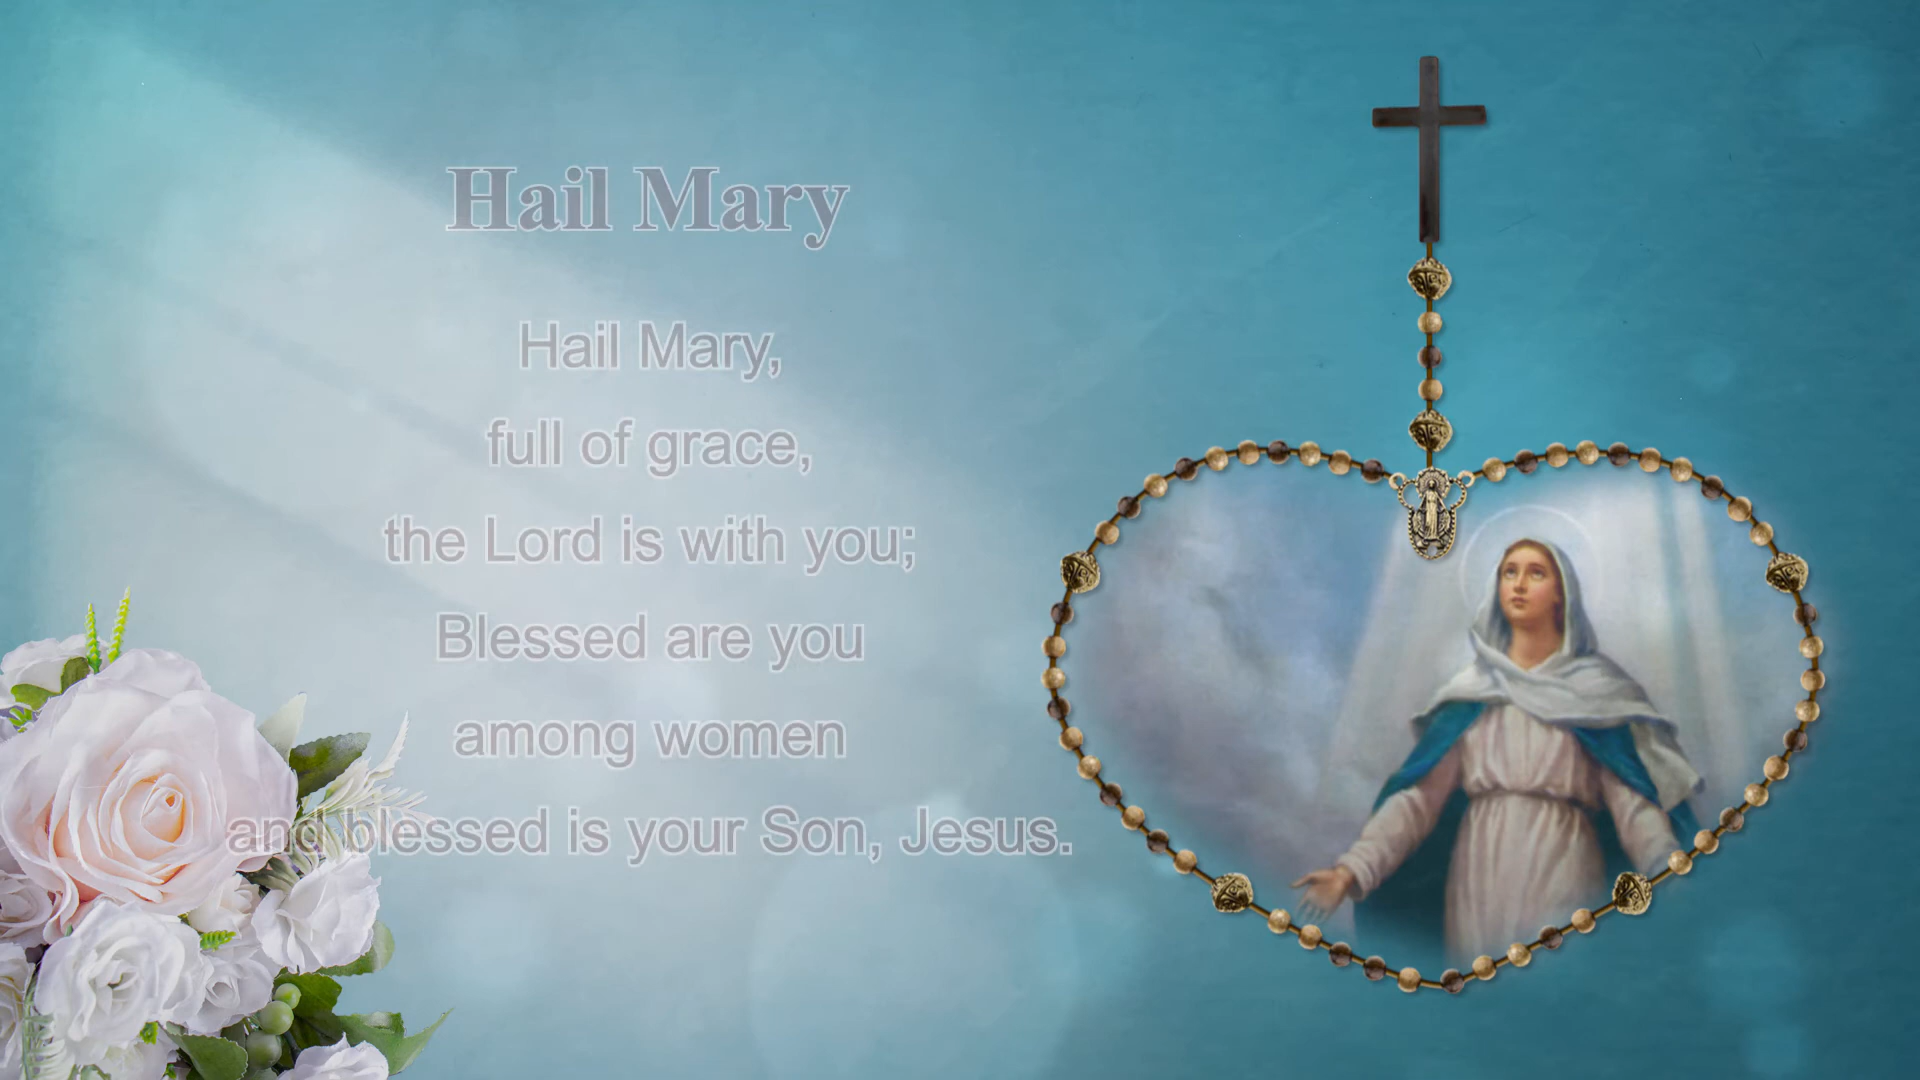 Hail Mary
Hail Mary,
full of grace,
the Lord is with you;
Blessed are you
among women
and blessed is your Son, Jesus.